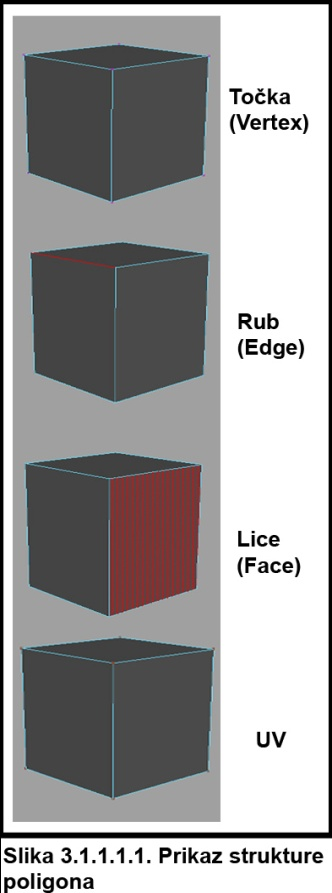 Točka
(Vertex)
Rub
(Edge)
Lice
(Face)
UV
Slika 3.1.1.1.1. Prikaz strukture
poligona